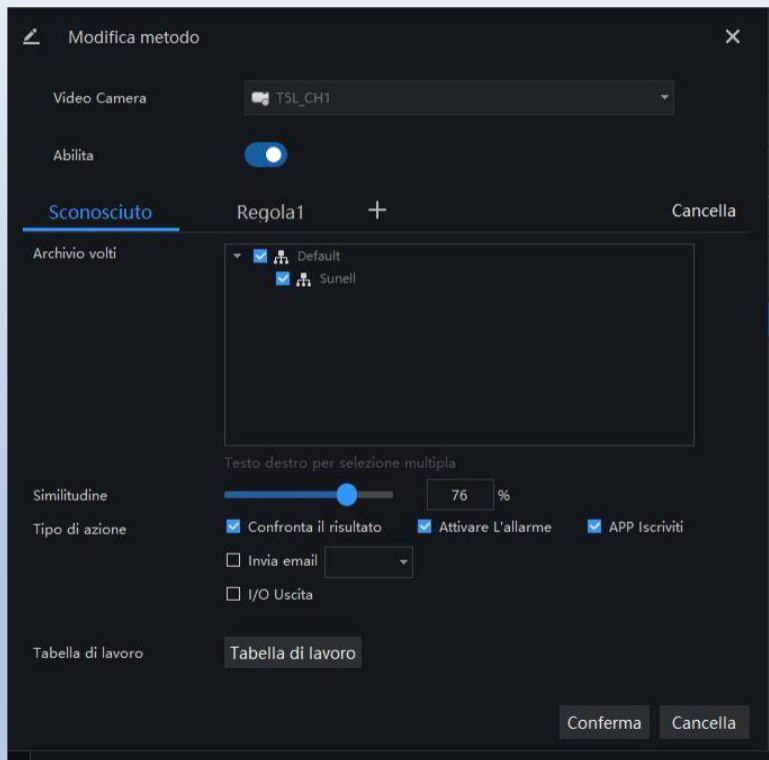 Modifica metodo
Video Camera T5L_CH1
Abilita
Sconosciuto Regola1 + Cancella
Archivio volti
Default
Sunell
Testo destro per selezione multipla
Similitudine 76 %
Tipo di azione Confronta il risultato Attivare L'allarme APP Iscriviti
Invia email
I/O Uscita
Tabella di lavoro Tabella di lavoro
Conferma Cancella